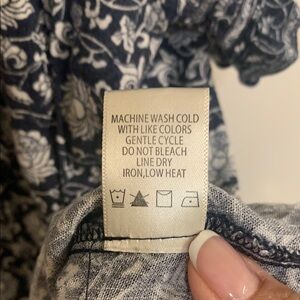 MACHINE WASH COLD
WITH LIKE COLORS
GENTLE CYCLE
DO NOT BLEACH
LINE DRY
IRON,LOW HEAT